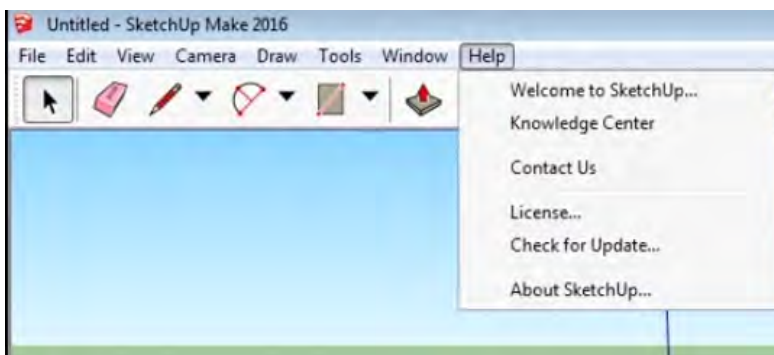 Untitled - SketchUp Make 2016
File Edit View Camera Draw Tools Window Help
Welcome to SketchUp...
Knowledge Center
Contact Us
License...
Check for Update...
About SketchUp...